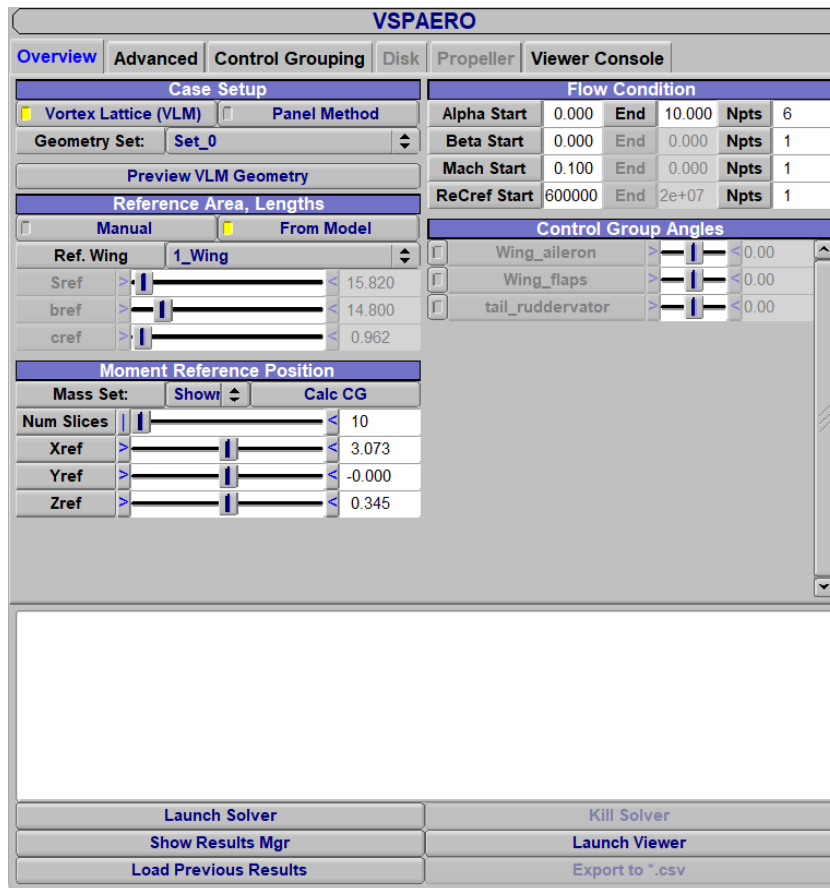 VSPAERO
Overview Advanced Control Grouping Disk Propeller Viewer Console
Case Setup
Vortex Lattice (VLM) Panel Method
Geometry Set: Set_0
Preview VLM Geometry
Reference Area, Lengths
Manual From Model
Ref. Wing 1_Wing
Sref > < 15.820
bref > < 14.800
cref > < 0.962
Moment Reference Position
Mass Set: Shown Calc CG
Num Slices | < 10
Xref > < 3.073
Yref > < -0.000
Zref > < 0.345
Flow Condition
Alpha Start 0.000 End 10.000 Npts 6
Beta Start 0.000 End 0.000 Npts 1
Mach Start 0.100 End 0.000 Npts 1
ReCref Start 600000 End 2e+07 Npts 1
Control Group Angles
Wing_aileron > < 0.00
Wing_flaps > < 0.00
tail_ruddervator > < 0.00
Launch Solver Kill Solver
Show Results Mgr Launch Viewer
Load Previous Results Export to *.csv